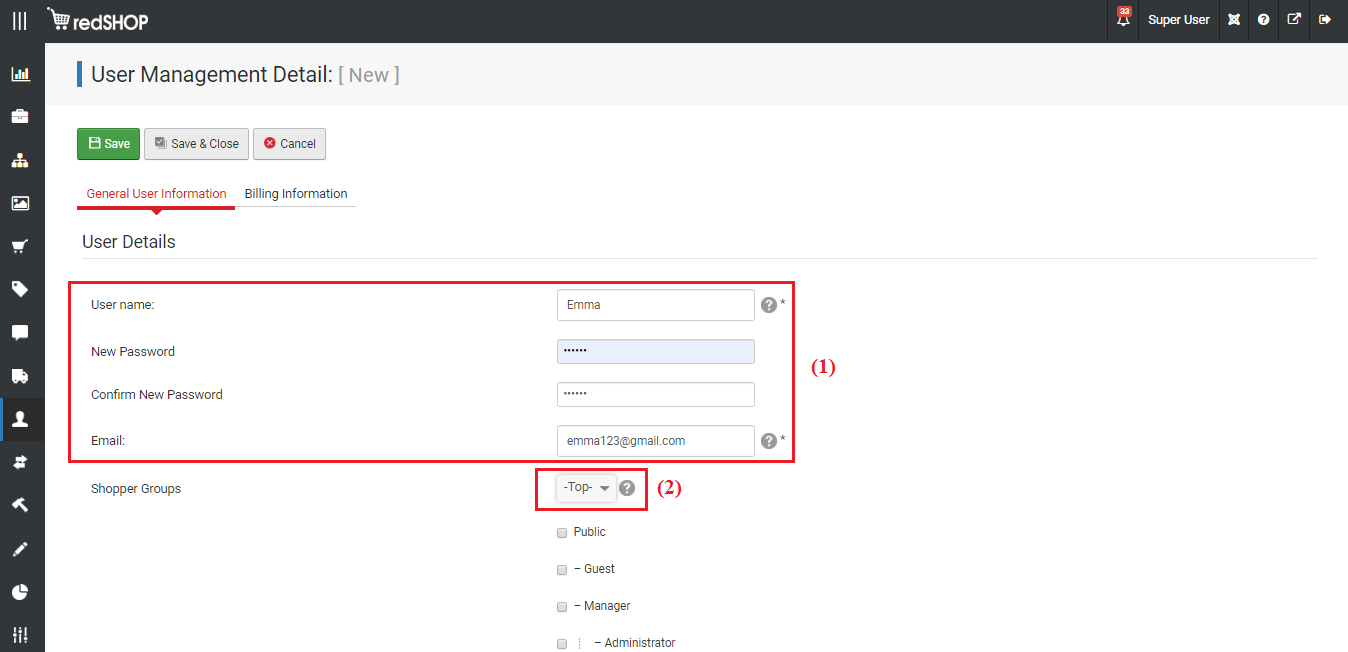 redSHOP
33
Super User
User Management Detail: [ New ]
Save
Save & Close
Cancel
General User Information
Billing Information
User Details
User name:
Emma
? *
New Password
••••••
(1)
Confirm New Password
••••••
Email:
emma123@gmail.com
? *
Shopper Groups
-Top-
?
(2)
Public
– Guest
– Manager
– Administrator